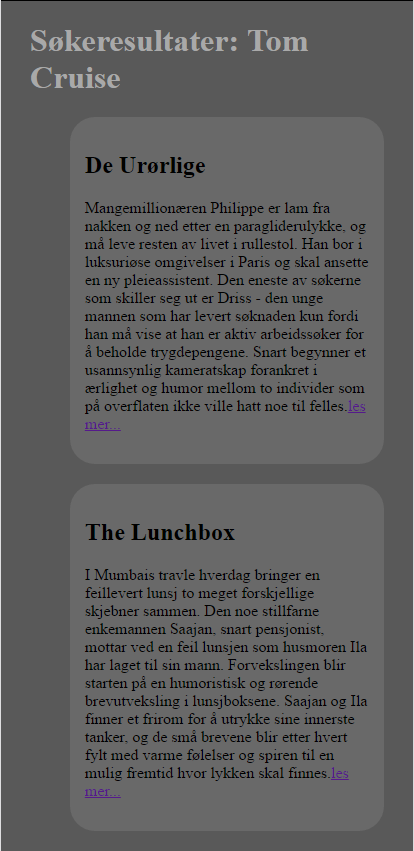 Søkeresultater: Tom
Cruise
De Urørlige
Mangemillionæren Philippe er lam fra
nakken og ned etter en paragliderulykke, og
må leve resten av livet i rullestol. Han bor i
luksuriøse omgivelser i Paris og skal ansette
en ny pleieassistent. Den eneste av søkerne
som skiller seg ut er Driss - den unge
mannen som har levert søknaden kun fordi
han må vise at han er aktiv arbeidssøker for
å beholde trygdepengene. Snart begynner et
usannsynlig kameratskap forankret i
ærlighet og humor mellom to individer som
på overflaten ikke ville hatt noe til felles.les
mer...
The Lunchbox
I Mumbais travle hverdag bringer en
feillevert lunsj to meget forskjellige
skjebner sammen. Den noe stillfarne
enkemannen Saajan, snart pensjonist,
mottar ved en feil lunsjen som husmoren Ila
har laget til sin mann. Forvekslingen blir
starten på en humoristisk og rørende
brevutveksling i lunsjboksene. Saajan og Ila
finner et frirom for å utrykke sine innerste
tanker, og de små brevene blir etter hvert
fylt med varme følelser og spiren til en
mulig fremtid hvor lykken skal finnes.les
mer...